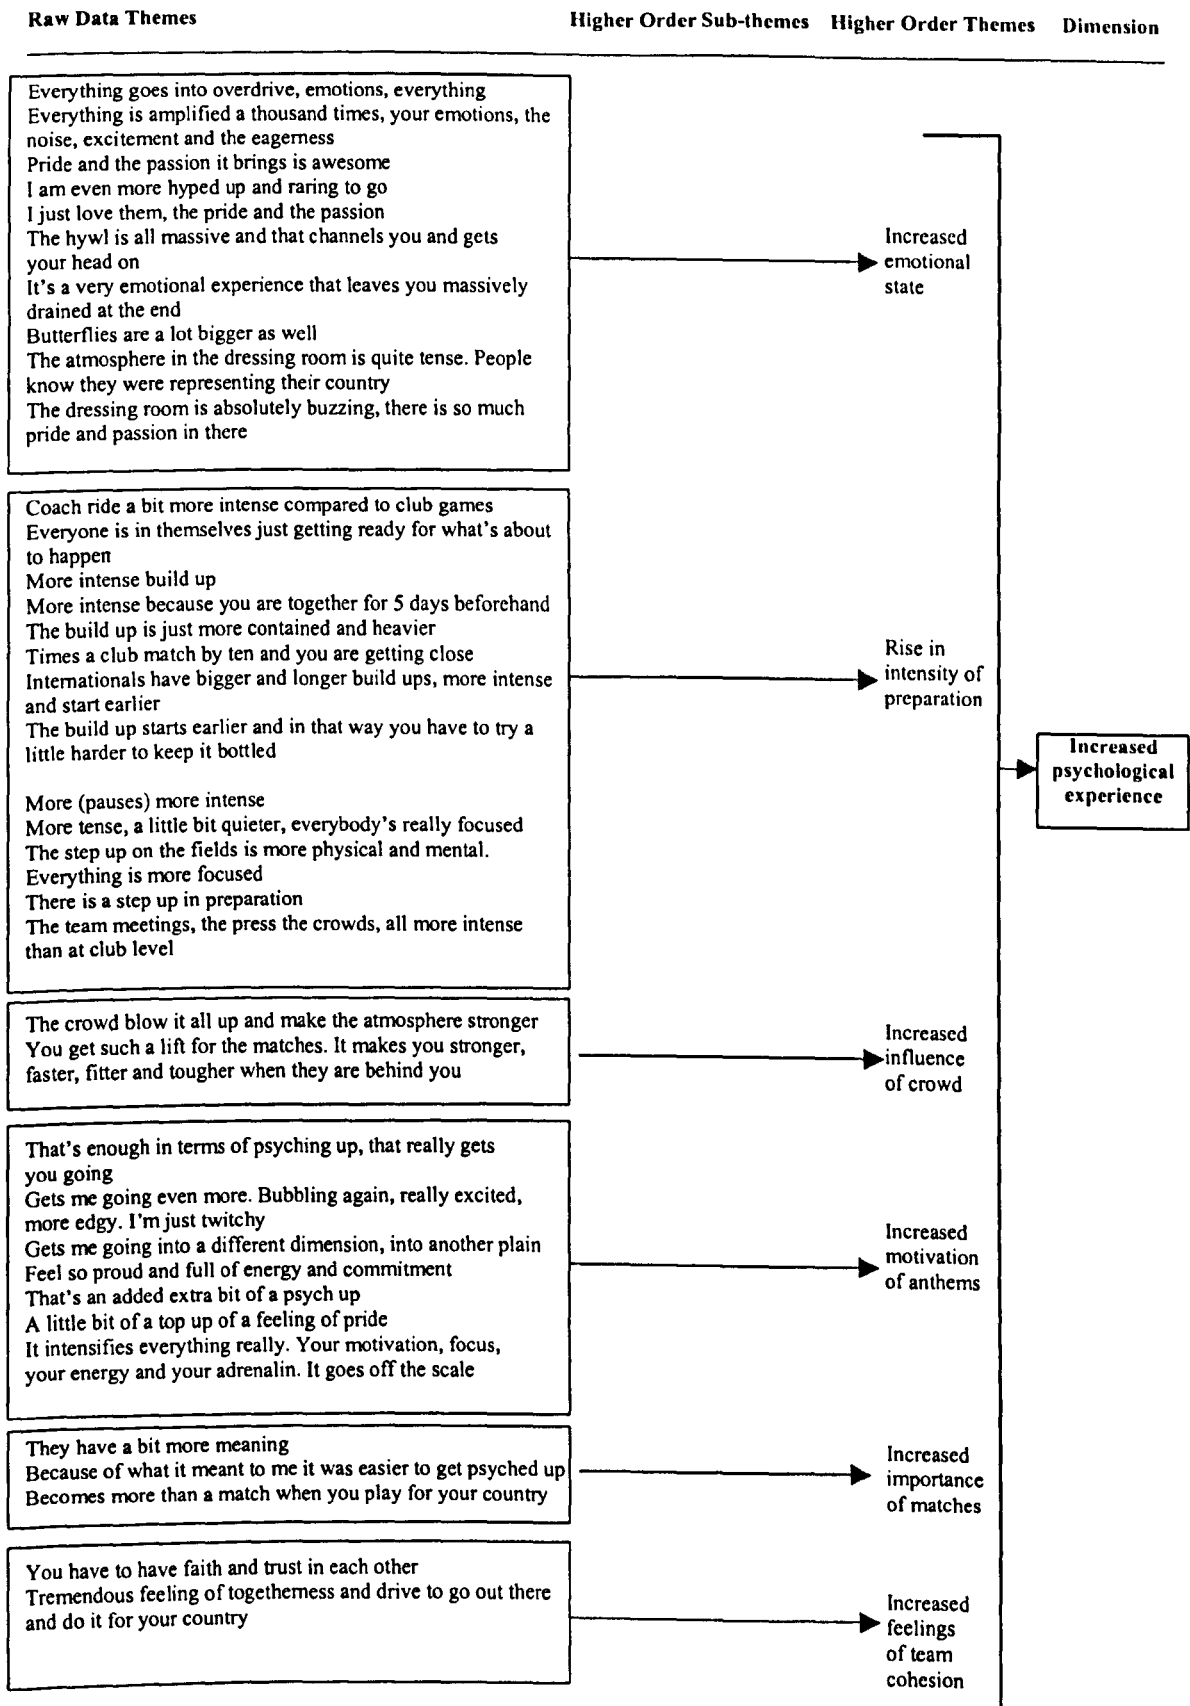 Raw Data Themes Higher Order Sub-themes Higher Order Themes Dimension
Everything goes into overdrive, emotions, everything
Everything is amplified a thousand times, your emotions, the
noise, excitement and the eagerness
Pride and the passion it brings is awesome
I am even more hyped up and raring to go
I just love them, the pride and the passion
The hywl is all massive and that channels you and gets
your head on
It's a very emotional experience that leaves you massively
drained at the end
Butterflies are a lot bigger as well
The atmosphere in the dressing room is quite tense. People
know they were representing their country
The dressing room is absolutely buzzing, there is so much
pride and passion in there
Increased
emotional
state
Coach ride a bit more intense compared to club games
Everyone is in themselves just getting ready for what's about
to happen
More intense build up
More intense because you are together for 5 days beforehand
The build up is just more contained and heavier
Times a club match by ten and you are getting close
Internationals have bigger and longer build ups, more intense
and start earlier
The build up starts earlier and in that way you have to try a
little harder to keep it bottled
More (pauses) more intense
More tense, a little bit quieter, everybody's really focused
The step up on the fields is more physical and mental.
Everything is more focused
There is a step up in preparation
The team meetings, the press the crowds, all more intense
than at club level
Rise in
intensity of
preparation
Increased
psychological
experience
The crowd blow it all up and make the atmosphere stronger
You get such a lift for the matches. It makes you stronger,
faster, fitter and tougher when they are behind you
Increased
influence
of crowd
That's enough in terms of psyching up, that really gets
you going
Gets me going even more. Bubbling again, really excited,
more edgy. I'm just twitchy
Gets me going into a different dimension, into another plain
Feel so proud and full of energy and commitment
That's an added extra bit of a psych up
A little bit of a top up of a feeling of pride
It intensifies everything really. Your motivation, focus,
your energy and your adrenalin. It goes off the scale
Increased
motivation
of anthems
They have a bit more meaning
Because of what it meant to me it was easier to get psyched up
Becomes more than a match when you play for your country
Increased
importance
of matches
You have to have faith and trust in each other
Tremendous feeling of togetherness and drive to go out there
and do it for your country
Increased
feelings
of team
cohesion